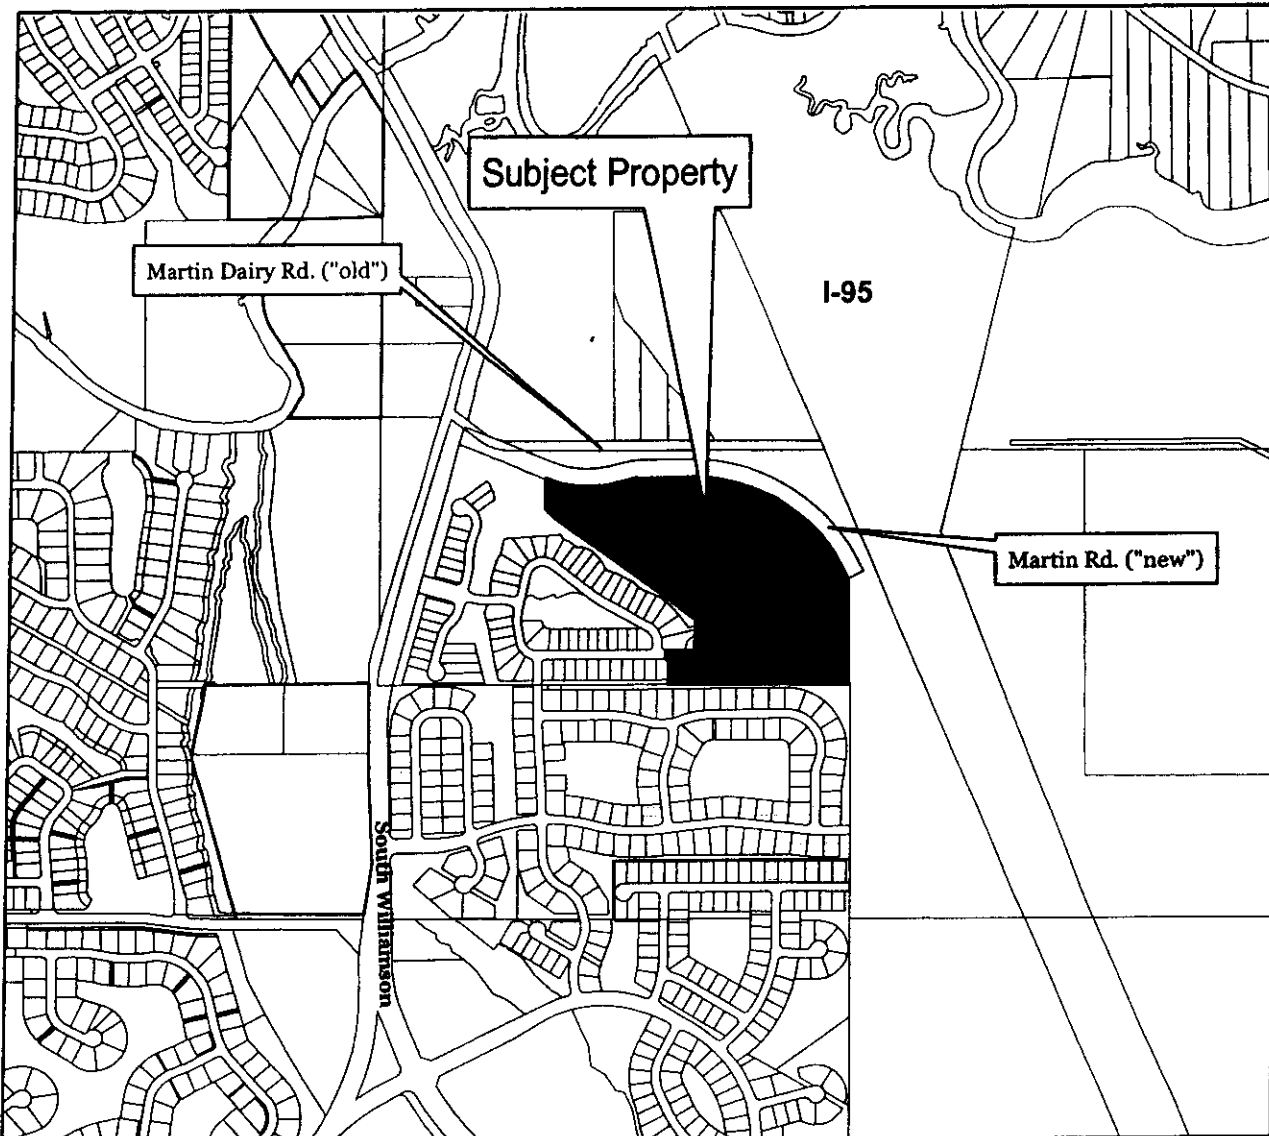 Subject Property
Martin Dairy Rd. ("old")
I-95
Martin Rd. ("new")
South Williamson